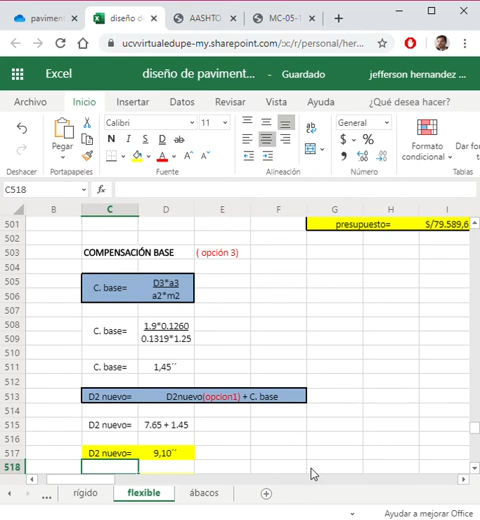 pavimen
diseño d
AASHTO
MC-05-1
ucvvirtualedupe-my.sharepoint.com/:x:/r/personal/her...
Excel
diseño de paviment... - Guardado
jefferson hernandez ...
Archivo
Inicio
Insertar
Datos
Revisar
Vista
Ayuda
¿Qué desea hacer?
Pegar
Calibri
11
N
K
S
D
ab
A
A
ab
General
$
%
Formato
condicional
Dar for
Deshacer
Portapapeles
Fuente
Alineación
Número
Tablas
C518
fx
B
C
D
E
F
G
H
I
501
presupuesto=
S/79.589,6
502
503
COMPENSACIÓN BASE
( opción 3)
504
505
C. base=
D3*a3
506
a2*m2
507
508
C. base=
1.9*0.1260
509
0.1319*1.25
510
511
C. base=
1,45´´
512
513
D2 nuevo=
D2nuevo(opcion1) + C. base
514
515
D2 nuevo=
7.65 + 1.45
516
517
D2 nuevo=
9,10´´
518
...
rígido
flexible
ábacos
Ayudar a mejorar Office